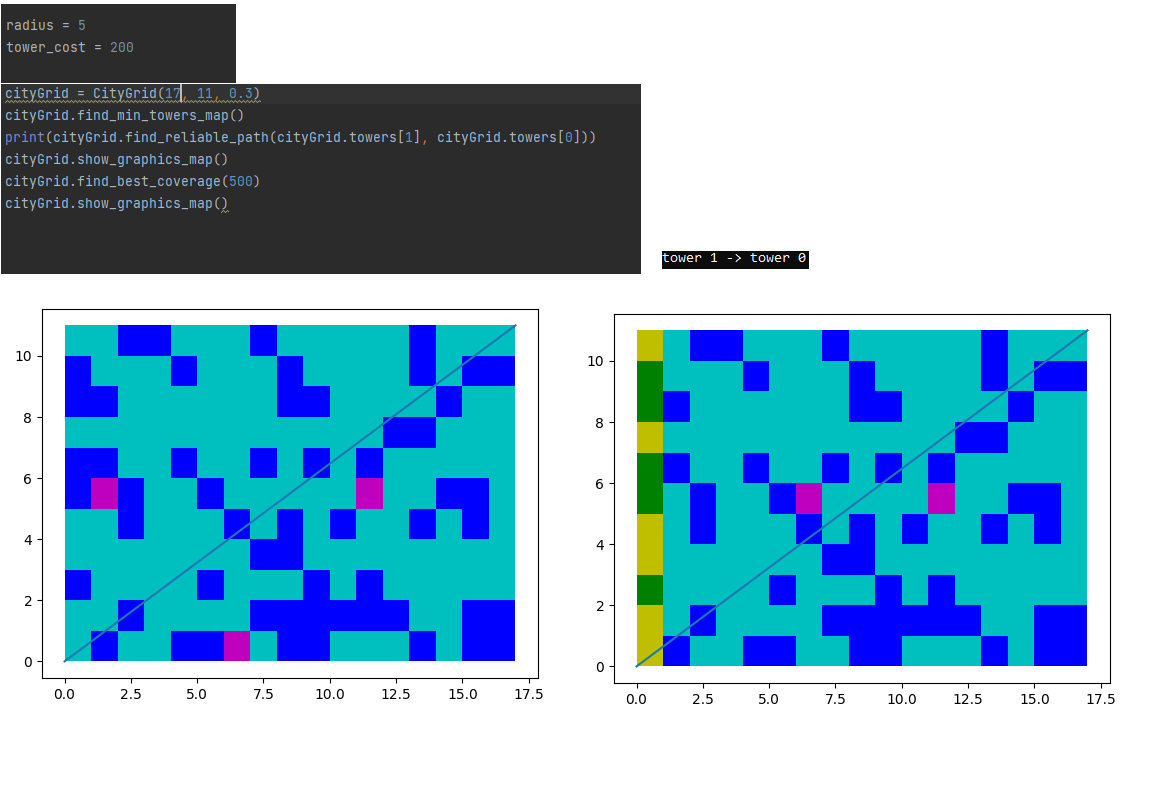 radius = 5
tower_cost = 200
cityGrid = CityGrid(17, 11, 0.3)
cityGrid.find_min_towers_map()
print(cityGrid.find_reliable_path(cityGrid.towers[1], cityGrid.towers[0]))
cityGrid.show_graphics_map()
cityGrid.find_best_coverage(500)
cityGrid.show_graphics_map()
tower 1 -> tower 0
10
8
6
4
2
0
0.0 2.5 5.0 7.5 10.0 12.5 15.0 17.5
10
8
6
4
2
0
0.0 2.5 5.0 7.5 10.0 12.5 15.0 17.5